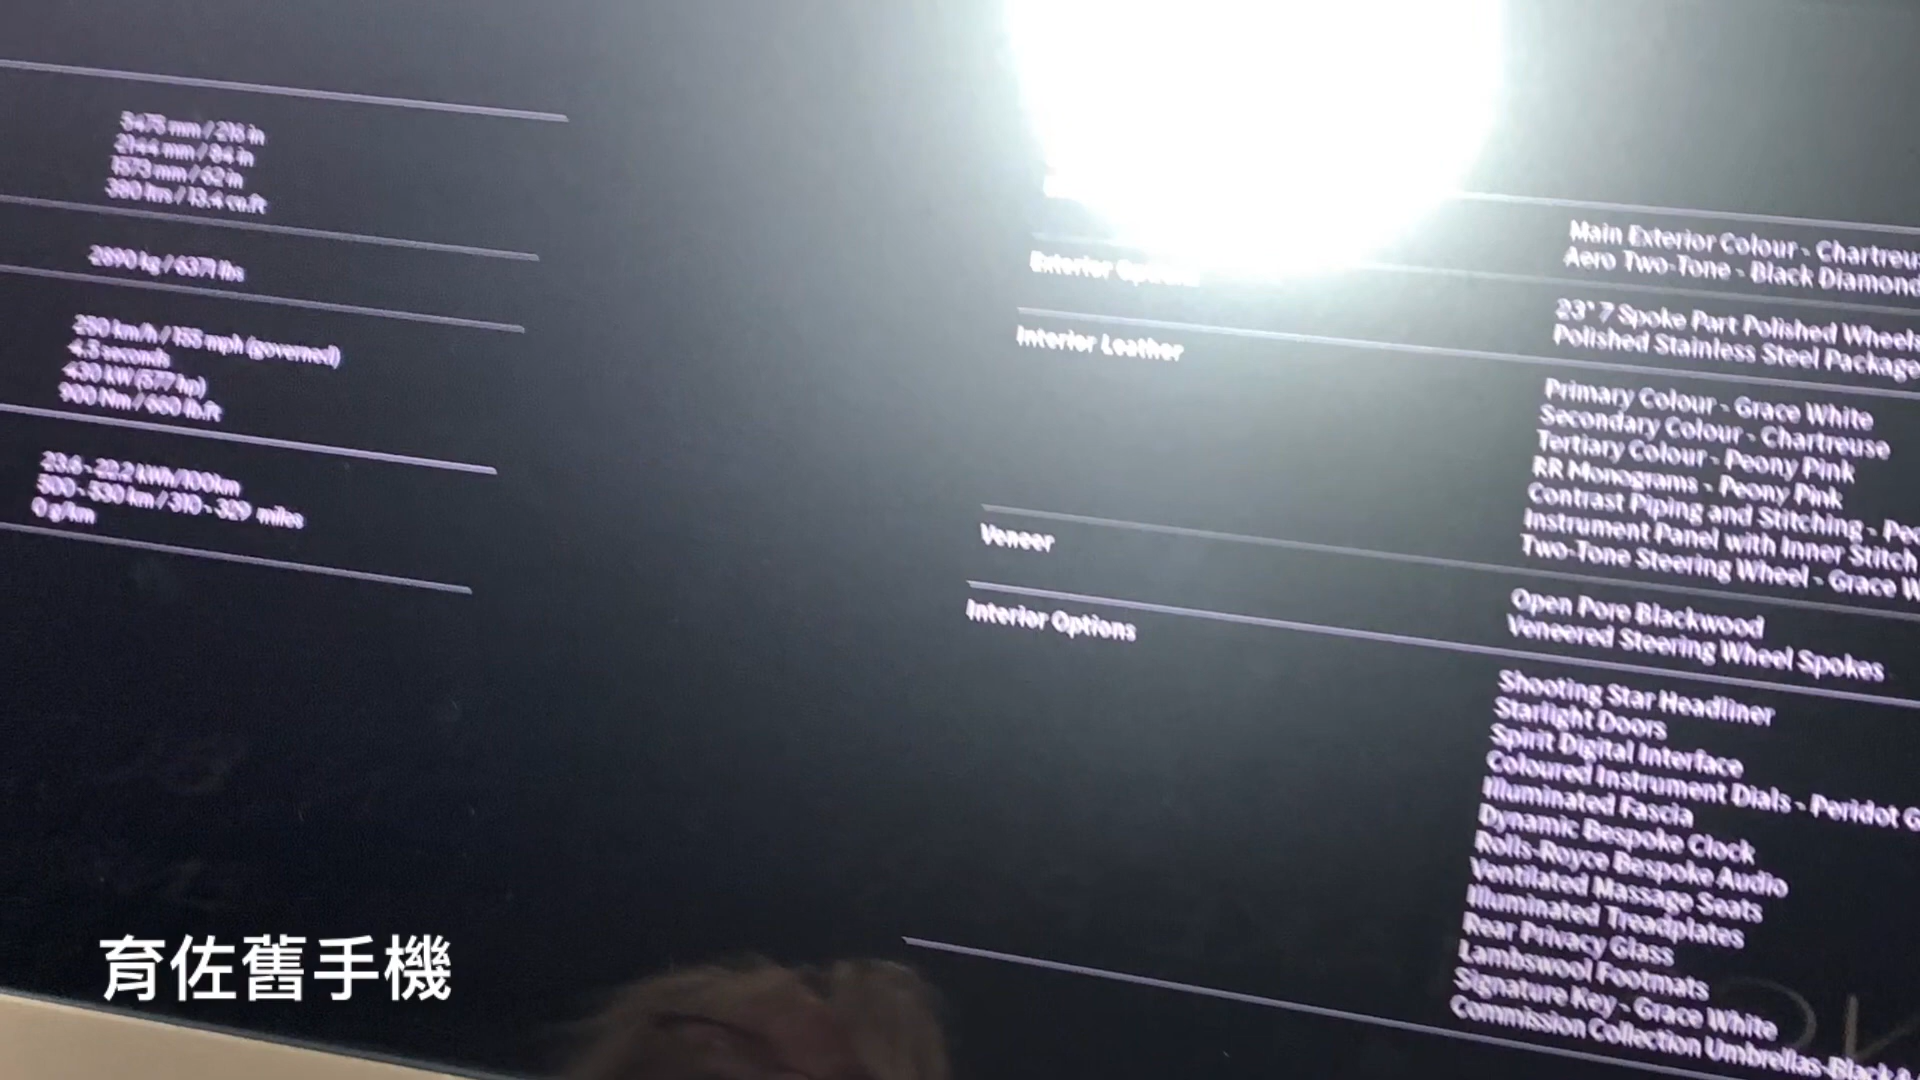 5475 mm / 216 in
2144 mm / 84 in
1573 mm / 62 in
380 ltrs / 13.4 cu.ft
2890 kg / 6371 lbs
250 km/h / 155 mph (governed)
4.5 seconds
430 kW (577 hp)
900 Nm / 660 lb.ft
23.6 - 22.2 kWh/100km
500 - 530 km / 310 - 329 miles
0 g/km
Main Exterior Colour - Chartreu
Aero Two-Tone - Black Diamond
Exterior Options
23" 7 Spoke Part Polished Wheels
Polished Stainless Steel Package
Interior Leather
Primary Colour - Grace White
Secondary Colour - Chartreuse
Tertiary Colour - Peony Pink
RR Monograms - Peony Pink
Contrast Piping and Stitching - Peo
Instrument Panel with Inner Stitch
Two-Tone Steering Wheel - Grace W
Veneer
Open Pore Blackwood
Veneered Steering Wheel Spokes
Interior Options
Shooting Star Headliner
Starlight Doors
Spirit Digital Interface
Coloured Instrument Dials - Peridot G
Illuminated Fascia
Dynamic Bespoke Clock
Rolls-Royce Bespoke Audio
Ventilated Massage Seats
Illuminated Treadplates
Rear Privacy Glass
Lambswool Footmats
Signature Key - Grace White
Commission Collection Umbrellas-Black &
育佐舊手機